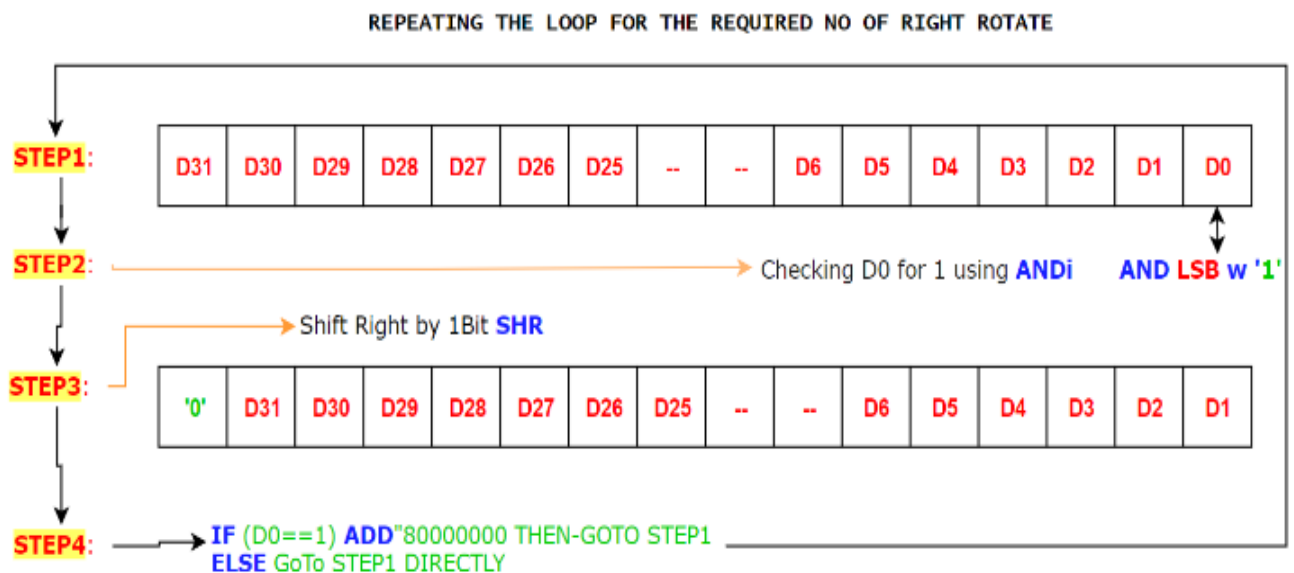 REPEATING THE LOOP FOR THE REQUIRED NO OF RIGHT ROTATE
STEP1: D31 D30 D29 D28 D27 D26 D25 -- -- D6 D5 D4 D3 D2 D1 D0
STEP2: Checking D0 for 1 using ANDi AND LSB w '1'
Shift Right by 1Bit SHR
STEP3: '0' D31 D30 D29 D28 D27 D26 D25 -- -- D6 D5 D4 D3 D2 D1
STEP4: IF (D0==1) ADD"80000000 THEN-GOTO STEP1
ELSE GoTo STEP1 DIRECTLY